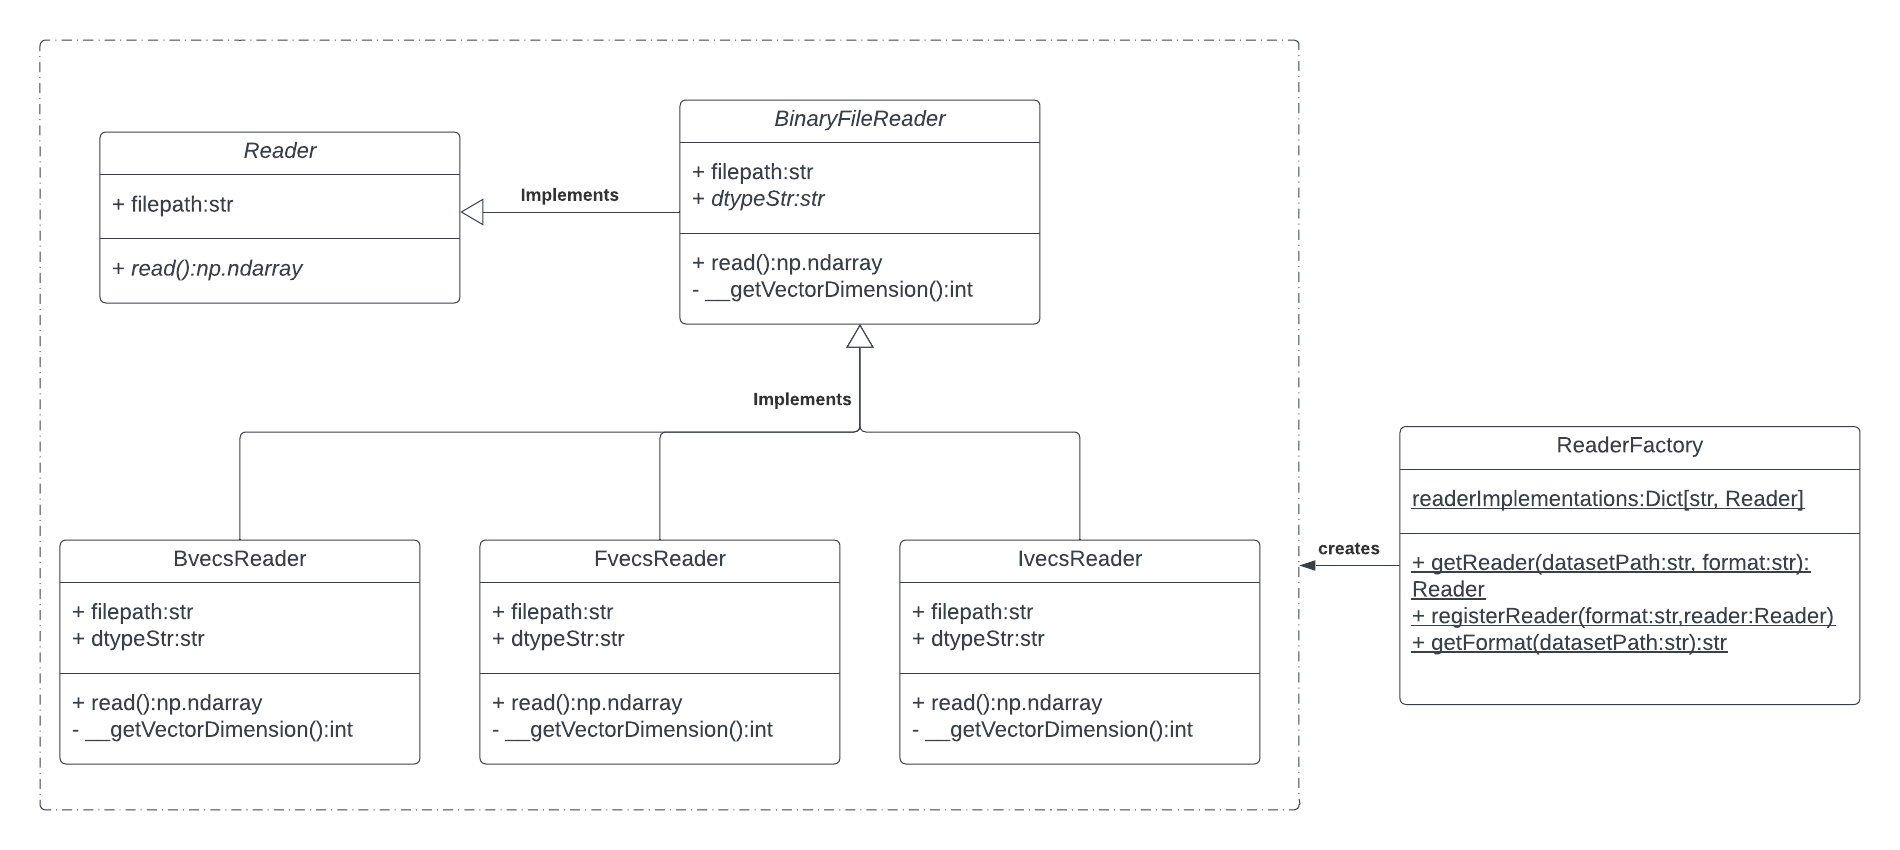 Reader
+ filepath:str
+ read():np.ndarray
Implements
BinaryFileReader
+ filepath:str
+ dtypeStr:str
+ read():np.ndarray
- __getVectorDimension():int
Implements
BvecsReader
+ filepath:str
+ dtypeStr:str
+ read():np.ndarray
- __getVectorDimension():int
FvecsReader
+ filepath:str
+ dtypeStr:str
+ read():np.ndarray
- __getVectorDimension():int
IvecsReader
+ filepath:str
+ dtypeStr:str
+ read():np.ndarray
- __getVectorDimension():int
creates
ReaderFactory
readerImplementations:Dict[str, Reader]
+ getReader(datasetPath:str, format:str):
Reader
+ registerReader(format:str,reader:Reader)
+ getFormat(datasetPath:str):str